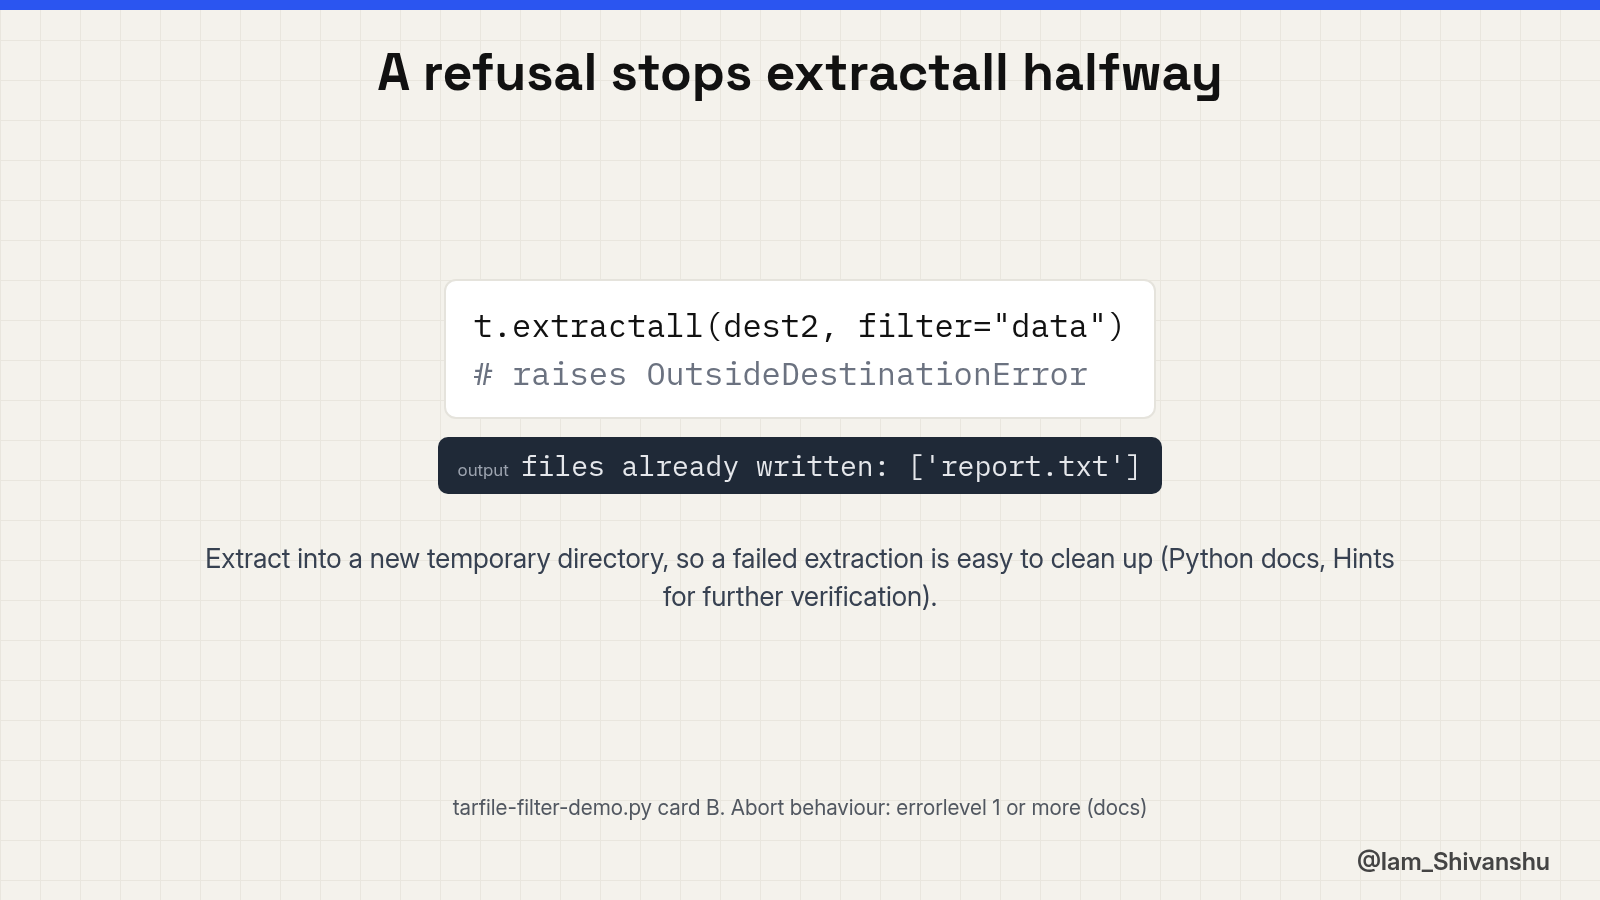 A refusal stops extractall halfway
t.extractall(dest2, filter="data")
# raises OutsideDestinationError
output files already written: ['report.txt']
Extract into a new temporary directory, so a failed extraction is easy to clean up (Python docs, Hints
for further verification).
tarfile-filter-demo.py card B. Abort behaviour: errorlevel 1 or more (docs)
@Iam_Shivanshu